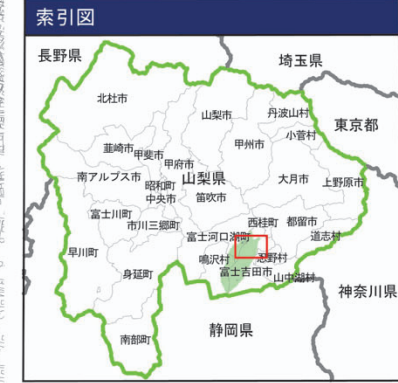 索引図
長野県
埼玉県
北杜市
山梨市
丹波山村
小菅村
東京都
韮崎市
甲斐市
甲府市
甲州市
南アルプス市
昭和町
山梨県
大月市
上野原市
中央市
笛吹市
富士川町
市川三郷町
西桂町
都留市
道志村
富士河口湖町
早川町
鳴沢村
忍野村
身延町
富士吉田市
山中湖村
神奈川県
南部町
静岡県